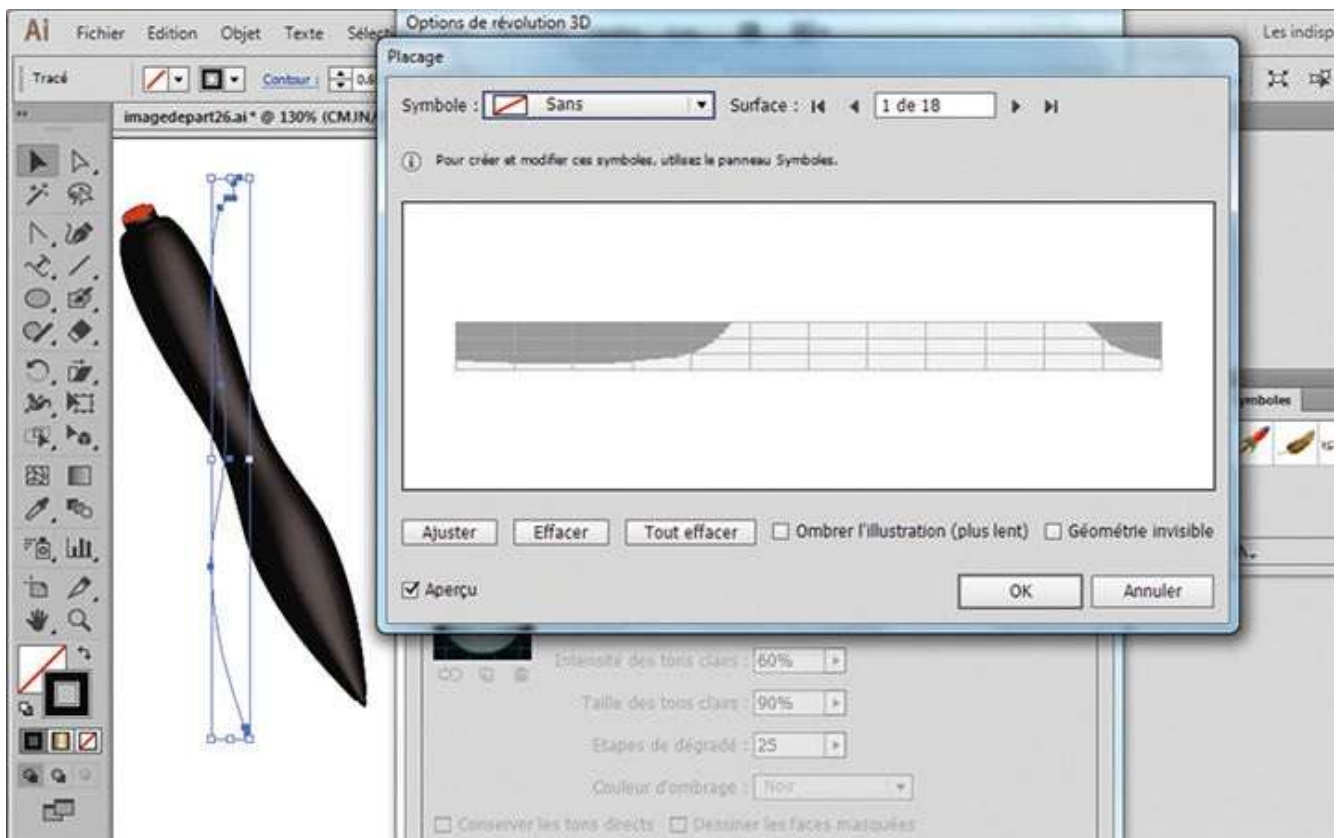 Ai Fichier Edition Objet Texte Options de révolution 3D Les
Placage
Tracé Contour :
Symbole : Sans Surface : 1 de 18
imagedepart26.ai* @ 130%
Pour créer et modifier ces symboles, utilisez le panneau Symboles.
Ajuster Effacer Tout effacer Ombrer l'illustration (plus lent) Géométrie invisible
Aperçu OK Annuler
Intensité des tons clairs : 60%
Taille des tons clairs : 90%
Etapes de dégradé : 25
Couleur d'ombrage : Noir
Conserver les tons directs Dessiner les faces masquées